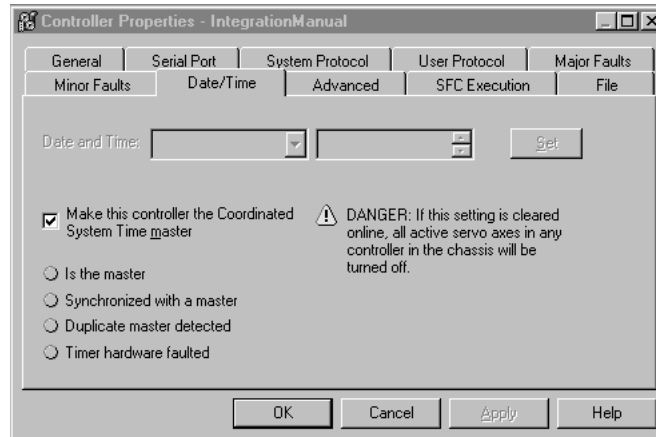 Controller Properties - IntegrationManual
General Serial Port System Protocol User Protocol Major Faults
Minor Faults Date/Time Advanced SFC Execution File
Date and Time: Set
Make this controller the Coordinated
System Time master
DANGER: If this setting is cleared
online, all active servo axes in any
controller in the chassis will be
turned off.
Is the master
Synchronized with a master
Duplicate master detected
Timer hardware faulted
OK Cancel Apply Help